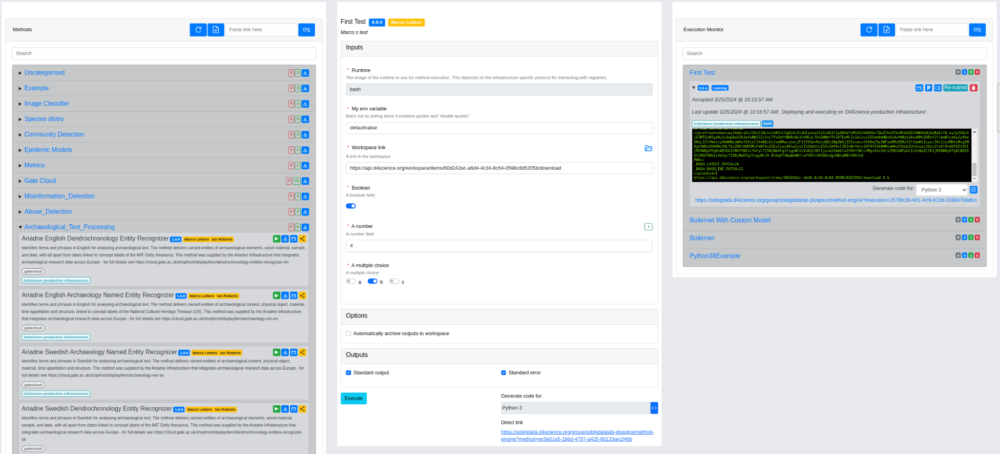 Methods
Paste link here
Search
Uncategorised 0 2
Example 0 4
Image Classifier 0 1
Species distro 0 2
Community Detection 0 4
Epidemic Models 0 1
Metrics 0 1
Gate Cloud 0 12
Misinformation_Detection 0 4
Abuse_Detection 0 4
Archaeological_Text_Processing 0 6
Ariadne English Dendrochronology Entity Recognizer 1.0.0 Marco Lettere Ian Roberts
Identifies terms and phrases in English for analysing archaeological text. The method delivers named entities of archaeological elements, wood material, sample,
and date, with all apart from dates linked to concept labels of the AAT Getty thesaurus. This method was supplied by the Ariadne Infrastructure that integrates
archaeological research data across Europe - for full details see https://cloud.gate.ac.uk/shopfront/displayItem/dendrochronology-entities-recognizer-en
gatecloud
D4Science production Infrastructure
Ariadne English Archaeology Named Entity Recognizer 1.0.0 Marco Lettere Ian Roberts
Identifies terms and phrases in English for analysing archaeological text. The method delivers named entities of archaeological context, physical object, material,
time appellation and structure, linked to concept labels of the National Cultural Heritage Thesauri (UK). This method was supplied by the Ariadne Infrastructure
that integrates archaeological research data across Europe - for full details see https://cloud.gate.ac.uk/shopfront/displayItem/archaeology-ner-en
gatecloud
D4Science production Infrastructure
Ariadne Swedish Archaeology Named Entity Recognizer 1.0.0 Marco Lettere Ian Roberts
Identifies terms and phrases in Swedish for analysing archaeological text. The method delivers named entities of archaeological context, physical object,
material, time appellation and structure. This method was supplied by the Ariadne Infrastructure that integrates archaeological research data across Europe - for
full details see https://cloud.gate.ac.uk/shopfront/displayItem/archaeology-ner-se
gatecloud
D4Science production Infrastructure
Ariadne Swedish Dendrochronology Entity Recognizer 1.0.0 Marco Lettere Ian Roberts
Identifies terms and phrases in Swedish for analysing archaeological text. The method delivers named entities of archaeological elements, wood material,
sample, and date, with all apart from dates linked to concept labels of the AAT Getty thesaurus. This method was supplied by the Ariadne Infrastructure that
integrates archaeological research data across Europe - for full details see https://cloud.gate.ac.uk/shopfront/displayItem/dendrochronology-entities-recognizer-
se
gatecloud
First Test 0.0.4 Marco Lettere
Marco s test
Inputs
* Runtime
The image of the runtime to use for method execution. This depends on the infrastructure specific protocol for interacting with registries.
bash
* My env variable
that's not so boring since it contains quotes and "double quotes"
defaultvalue
* Workspace link
A link to the workspace
https://api.d4science.org/workspace/items/60d242ec-a6d4-4c34-8c64-0598c8d5205b/download
* Boolean
A boolean field
* A number +
A number field
4
* A multiple choice
A multiple choice
a b c
Options
Automatically archive outputs to workspace
Outputs
Standard output Standard error
Execute
Generate code for:
Python 3
Direct link
https://sobigdata.d4science.org/group/sobigdatalab-plusplus/method-
engine?method=ec5e01e5-1bbd-4757-a425-80133ae1f46b
Execution Monitor
Paste link here
Search
First Test 0 1 0 0
0.0.4 running P Re-submit
Accepted 3/25/2024 @ 10:15:57 AM.
Last update 3/25/2024 @ 10:16:57 AM: Deploying and executing on 'D4Science production Infrastructure'.
D4Science production Infrastructure bash
PWD=/
_BASH_LATEST_PATCH=26
_BASH_BASELINE_PATCH=21
ccptaskid=1
https://api.d4science.org/workspace/items/60d242ec-a6d4-4c34-8c64-0598c8d5205b/download 4 b
Generate code for: Python 3
https://sobigdata.d4science.org/group/sobigdatalab-plusplus/method-engine?execution=2579fc39-f4f1-4cf4-b13d-03986766dfcc
Boilernet With Custom Model 0 0 1 0
Boilernet 0 0 1 0
Python38Example 0 0 1 0